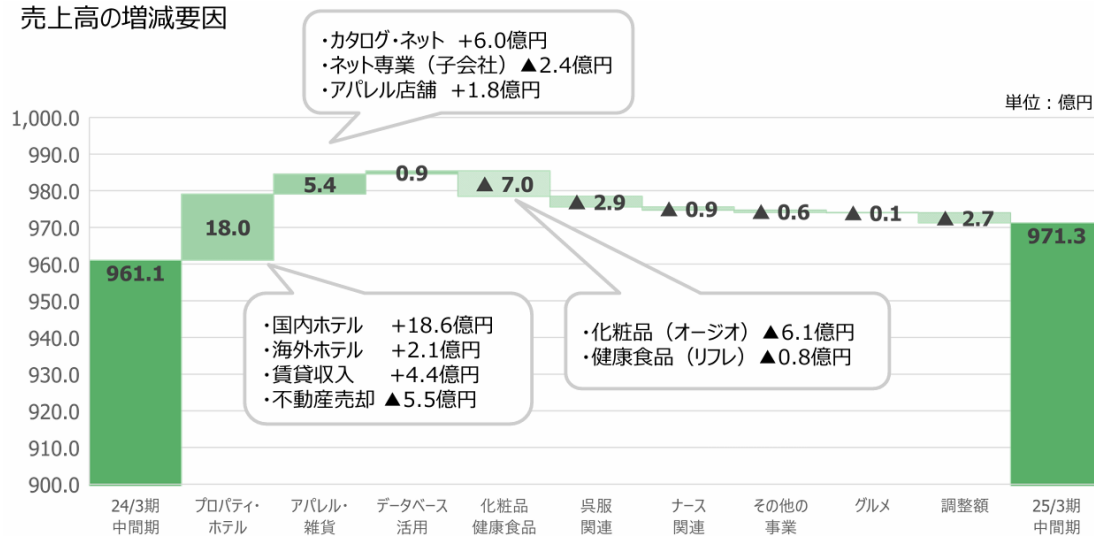 売上高の増減要因
・カタログ・ネット +6.0億円
・ネット専業（子会社）▲2.4億円
・アパレル店舗 +1.8億円
単位：億円
1,000.0
990.0
980.0
970.0
960.0
950.0
940.0
930.0
920.0
910.0
900.0
961.1
18.0
5.4
0.9
▲ 7.0
▲ 2.9
▲ 0.9
▲ 0.6
▲ 0.1
▲ 2.7
971.3
・国内ホテル +18.6億円
・海外ホテル +2.1億円
・賃貸収入 +4.4億円
・不動産売却 ▲5.5億円
・化粧品（オージオ）▲6.1億円
・健康食品（リフレ）▲0.8億円
24/3期
中間期
プロパティ・
ホテル
アパレル・
雑貨
データベース
活用
化粧品
健康食品
呉服
関連
ナース
関連
その他の
事業
グルメ
調整額
25/3期
中間期